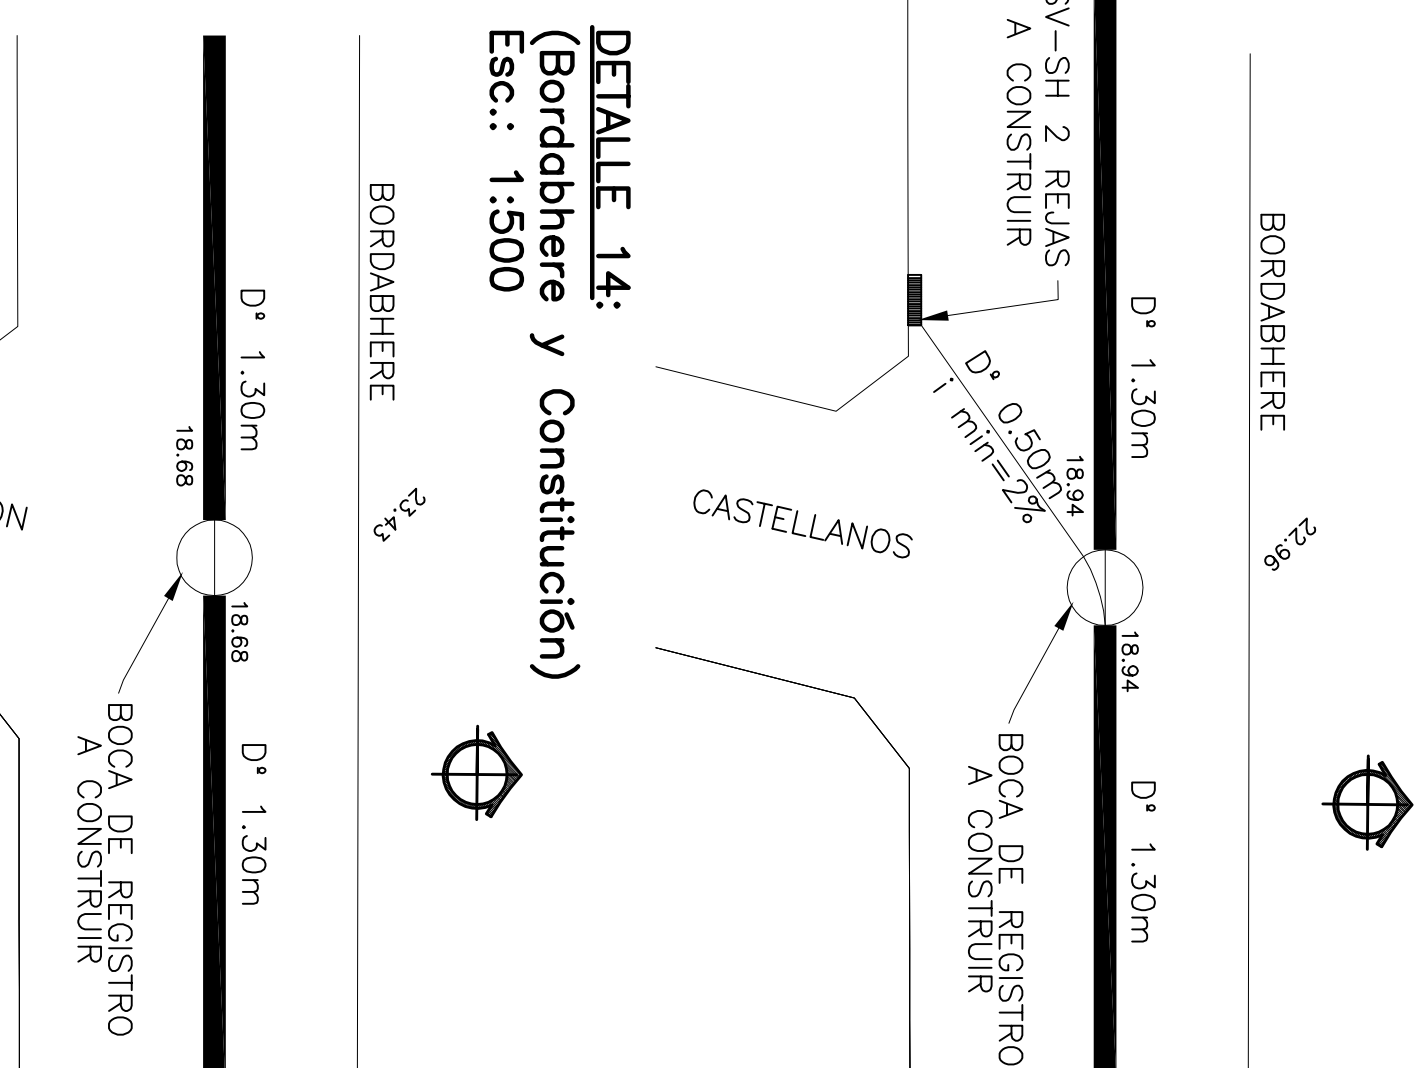 BORDABHERE
22.96
D° 1.30m
D° 1.30m
18.94
18.94
SV-SH 2 REJAS
A CONSTRUIR
D° 0.50m
i min=2%
CASTELLANOS
BOCA DE REGISTRO
A CONSTRUIR
DETALLE 14:
(Bordabhere y Constitución)
Esc.: 1:500
BORDABHERE
23.43
D° 1.30m
D° 1.30m
18.68
18.68
BOCA DE REGISTRO
A CONSTRUIR